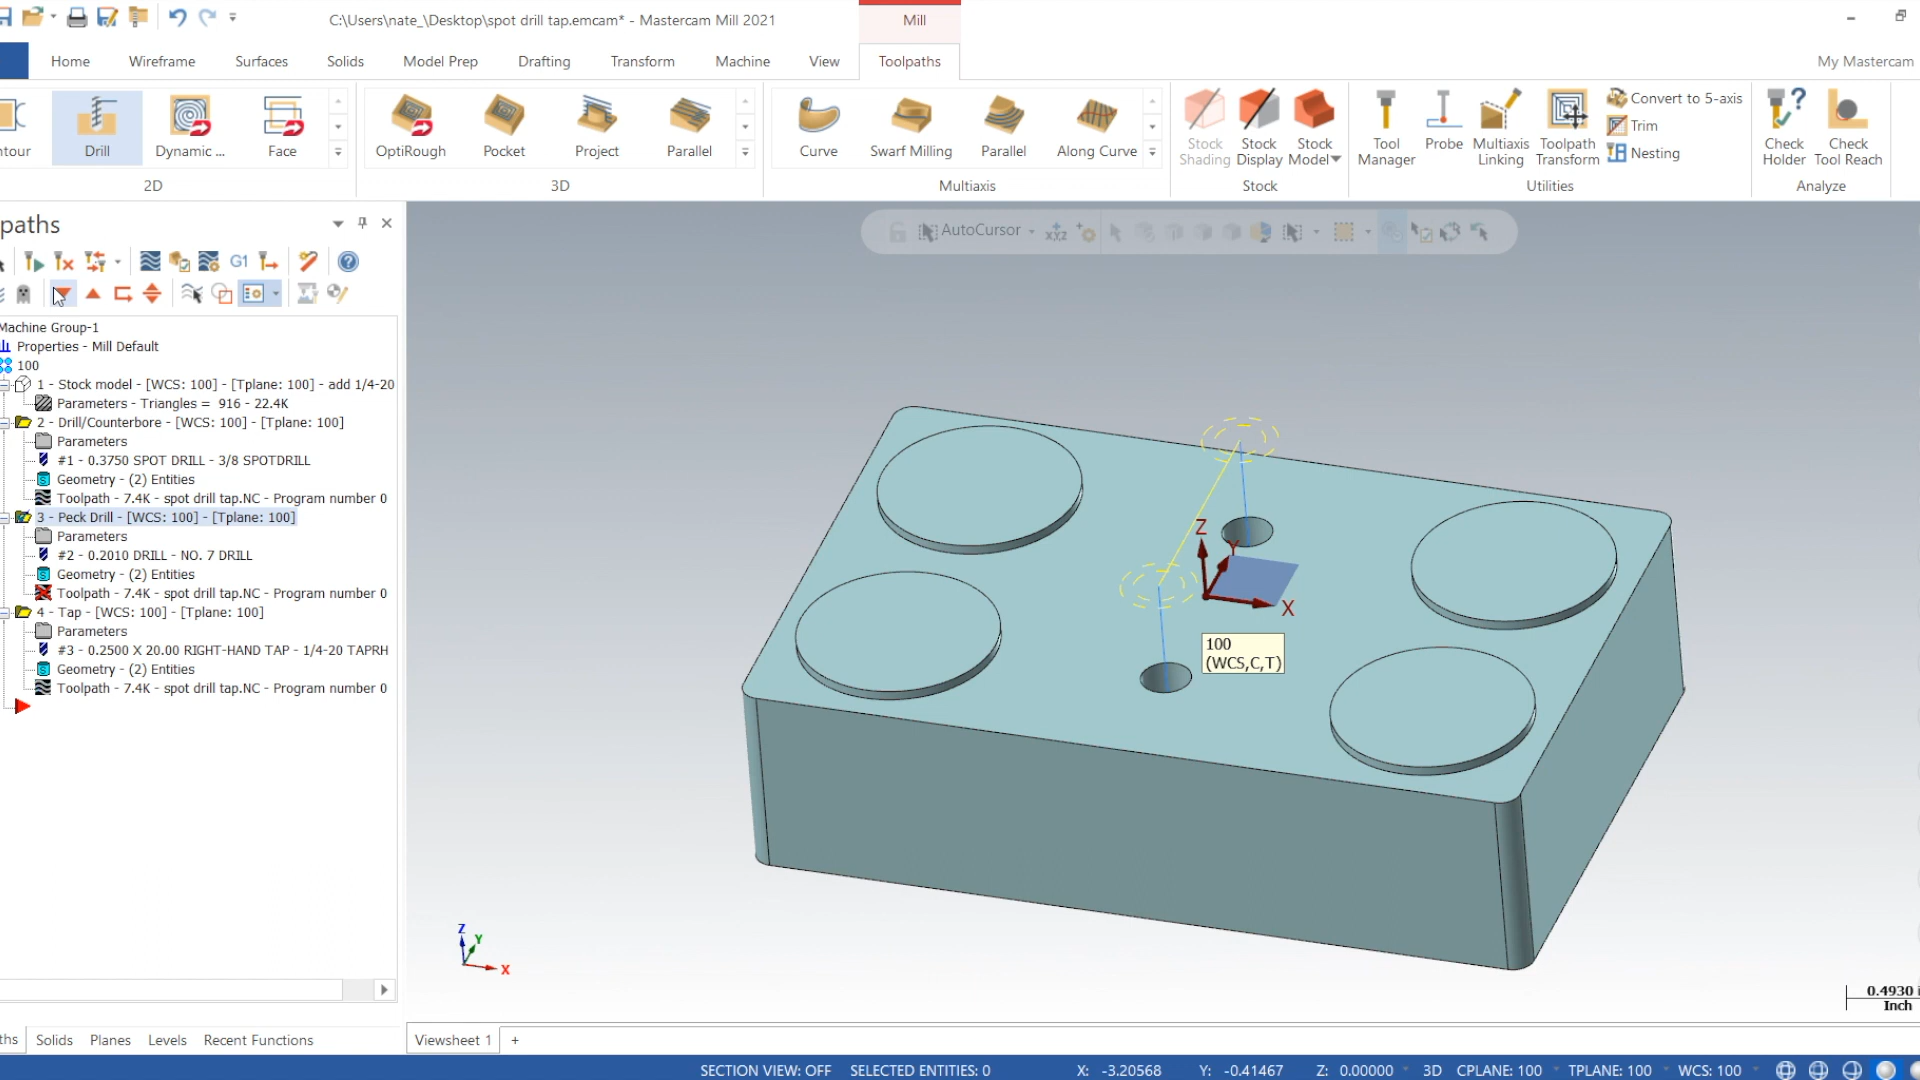 C:\Users\nate_\Desktop\spot drill tap.emcam* - Mastercam Mill 2021
Mill
Home
Wireframe
Surfaces
Solids
Model Prep
Drafting
Transform
Machine
View
Toolpaths
My Mastercam
ntour
Drill
Dynamic ...
Face
2D
OptiRough
Pocket
Project
Parallel
3D
Curve
Swarf Milling
Parallel
Along Curve
Multiaxis
Stock Shading
Stock Display
Stock Model
Stock
Tool Manager
Probe
Multiaxis Linking
Toolpath Transform
Convert to 5-axis
Trim
Nesting
Utilities
Check Holder
Check Tool Reach
Analyze
paths
AutoCursor
XYZ
G1
Machine Group-1
Properties - Mill Default
100
1 - Stock model - [WCS: 100] - [Tplane: 100] - add 1/4-20
Parameters - Triangles =  916 - 22.4K
2 - Drill/Counterbore - [WCS: 100] - [Tplane: 100]
Parameters
#1 - 0.3750 SPOT DRILL - 3/8 SPOTDRILL
Geometry - (2) Entities
Toolpath - 7.4K - spot drill tap.NC - Program number 0
3 - Peck Drill - [WCS: 100] - [Tplane: 100]
Parameters
#2 - 0.2010 DRILL - NO. 7 DRILL
Geometry - (2) Entities
Toolpath - 7.4K - spot drill tap.NC - Program number 0
4 - Tap - [WCS: 100] - [Tplane: 100]
Parameters
#3 - 0.2500 X 20.00 RIGHT-HAND TAP - 1/4-20 TAPRH
Geometry - (2) Entities
Toolpath - 7.4K - spot drill tap.NC - Program number 0
Z
Y
X
100
(WCS,C,T)
Z
Y
X
0.4930 i
Inch
ths
Solids
Planes
Levels
Recent Functions
Viewsheet 1
+
SECTION VIEW: OFF
SELECTED ENTITIES: 0
X: -3.20568
Y: -0.41467
Z: 0.00000
3D
CPLANE: 100
TPLANE: 100
WCS: 100